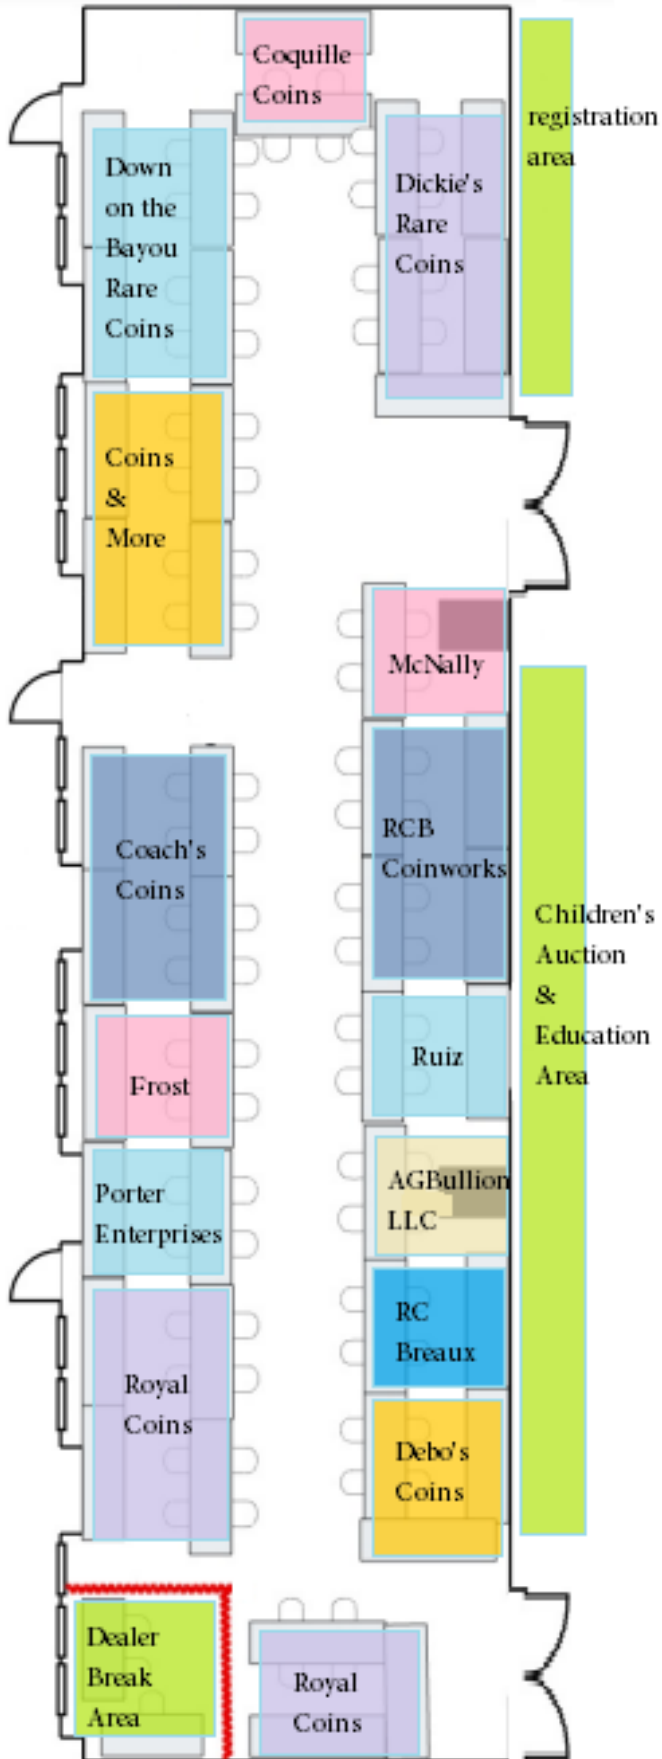 Coquille
Coins
registration
area
Down
on the
Bayou
Rare
Coins
Dickie's
Rare
Coins
Coins
&
More
McNally
Coach's
Coins
RCB
Coinworks
Children's
Auction
&
Education
Area
Frost
Ruiz
Porter
Enterprises
AGBullion
LLC
RC
Breaux
Royal
Coins
Debo's
Coins
Dealer
Break
Area
Royal
Coins